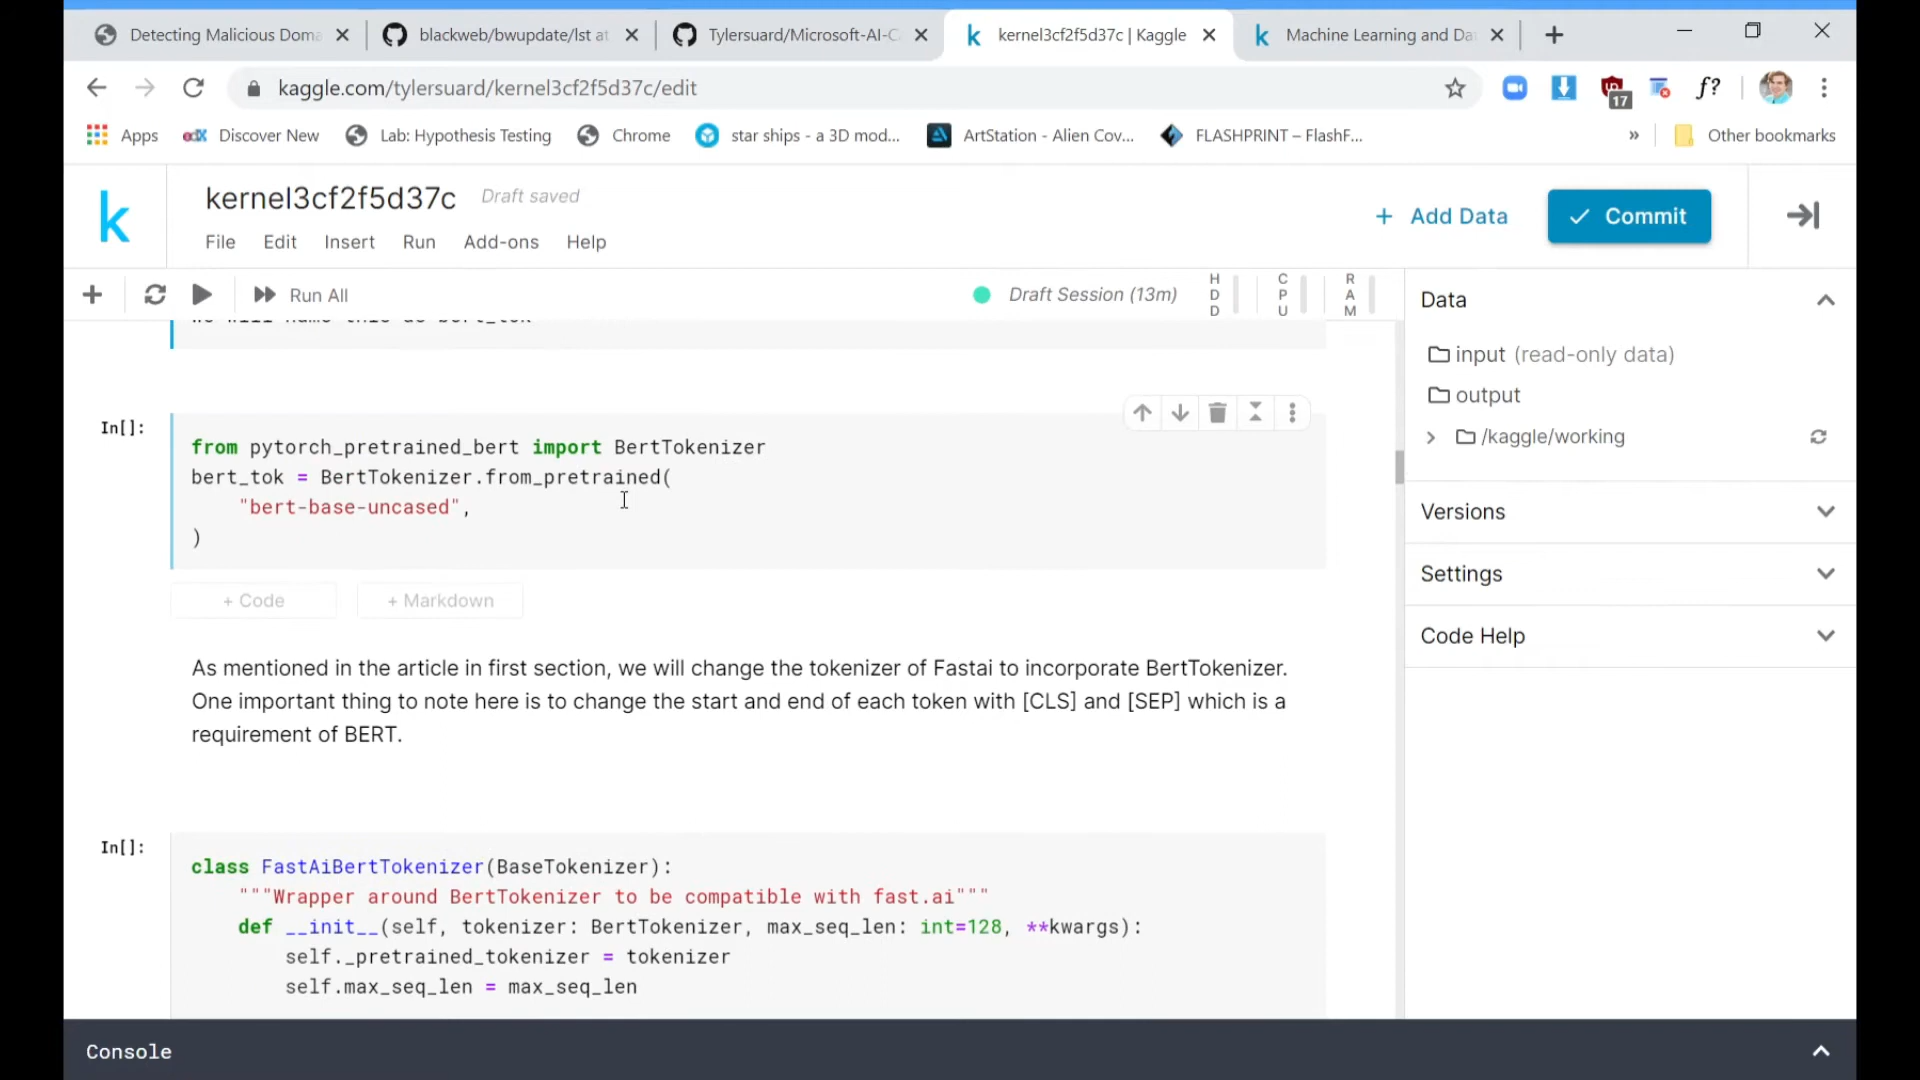 Detecting Malicious Doma
blackweb/bwupdate/lst at
Tylersuard/Microsoft-AI-C
kernel3cf2f5d37c | Kaggle
Machine Learning and Da
kaggle.com/tylersuard/kernel3cf2f5d37c/edit
17
f?
Apps
edX Discover New
Lab: Hypothesis Testing
Chrome
star ships - a 3D mod...
ArtStation - Alien Cov...
FLASHPRINT – FlashF...
»
Other bookmarks
k
kernel3cf2f5d37c
Draft saved
File Edit Insert Run Add-ons Help
+ Add Data
Commit
Run All
Draft Session (13m)
HDD
CPU
RAM
Data
input (read-only data)
output
/kaggle/working
Versions
Settings
Code Help
we will name this as bert_tok
In[]:
from pytorch_pretrained_bert import BertTokenizer
bert_tok = BertTokenizer.from_pretrained(
"bert-base-uncased",
)
+ Code
+ Markdown
As mentioned in the article in first section, we will change the tokenizer of Fastai to incorporate BertTokenizer.
One important thing to note here is to change the start and end of each token with [CLS] and [SEP] which is a
requirement of BERT.
In[]:
class FastAiBertTokenizer(BaseTokenizer):
"""Wrapper around BertTokenizer to be compatible with fast.ai"""
def __init__(self, tokenizer: BertTokenizer, max_seq_len: int=128, **kwargs):
self._pretrained_tokenizer = tokenizer
self.max_seq_len = max_seq_len
Console